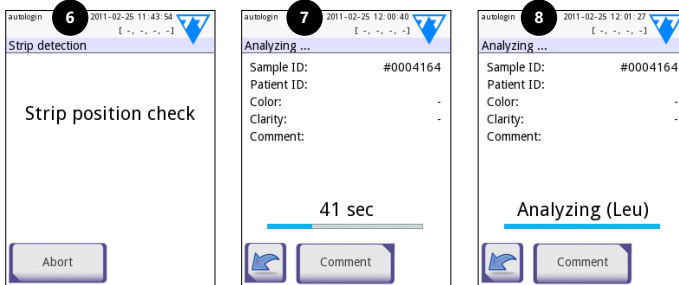 autologin 6 2011-02-25 11:43:54
[ -, -, -, -]
Strip detection
Strip position check
Abort
autologin 7 2011-02-25 12:00:40
[ -, -, -, -]
Analyzing ...
Sample ID: #0004164
Patient ID:
Color: -
Clarity: -
Comment:
41 sec
Comment
autologin 8 2011-02-25 12:01:27
[ -, -, -, -]
Analyzing ...
Sample ID: #0004164
Patient ID:
Color: -
Clarity: -
Comment:
Analyzing (Leu)
Comment